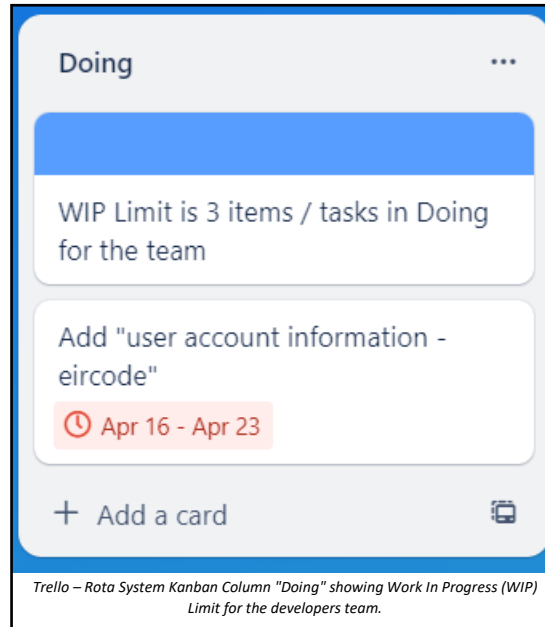 Doing
WIP Limit is 3 items / tasks in Doing
for the team
Add "user account information -
eircode"
Apr 16 - Apr 23
Add a card
Trello – Rota System Kanban Column "Doing" showing Work In Progress (WIP)
Limit for the developers team.